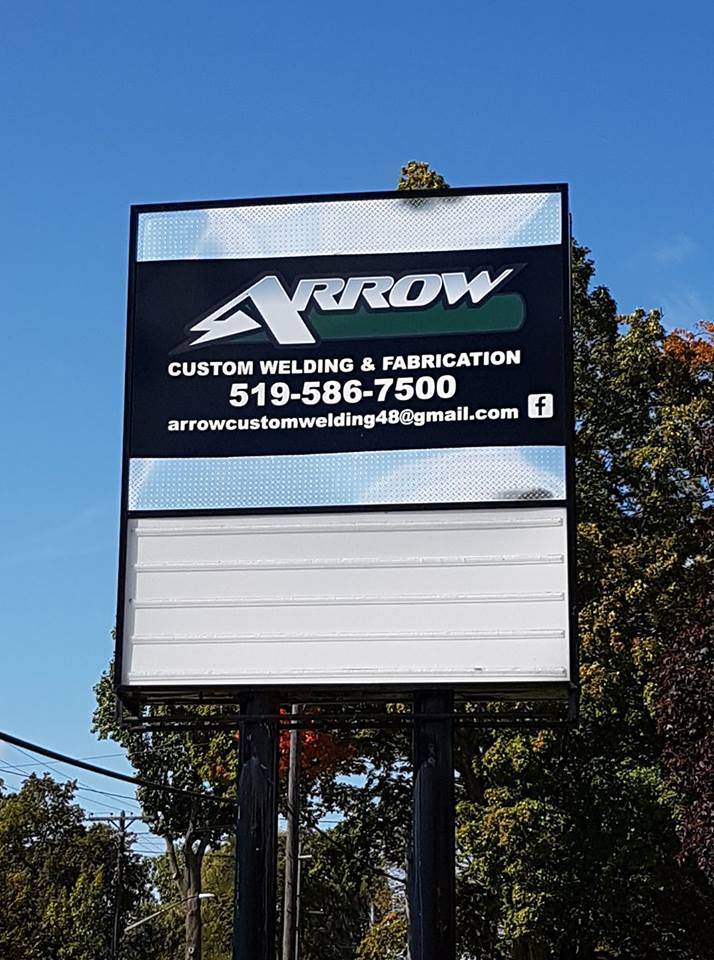 ARROW
CUSTOM WELDING & FABRICATION
519-586-7500
arrowcustomwelding48@gmail.com f